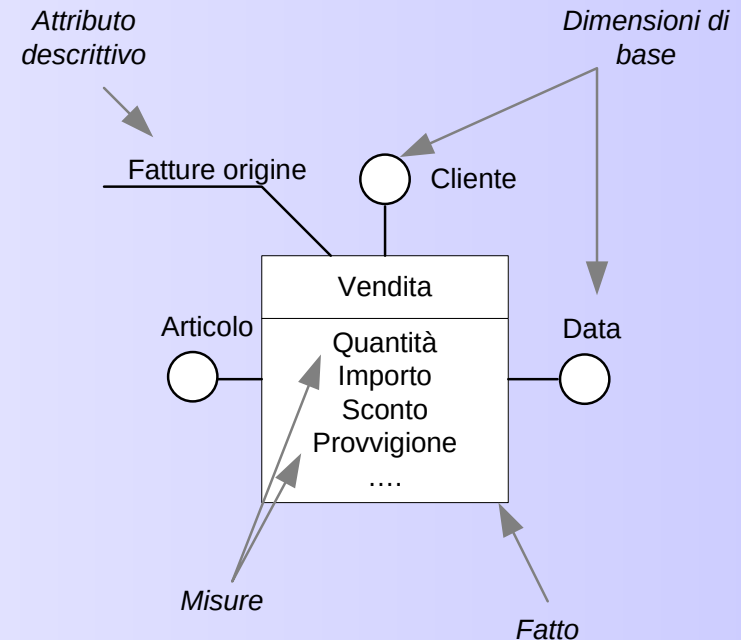 Attributo
descrittivo
Dimensioni di
base
Fatture origine
Cliente
Vendita
Articolo
Data
Quantità
Importo
Sconto
Provvigione
....
Misure
Fatto